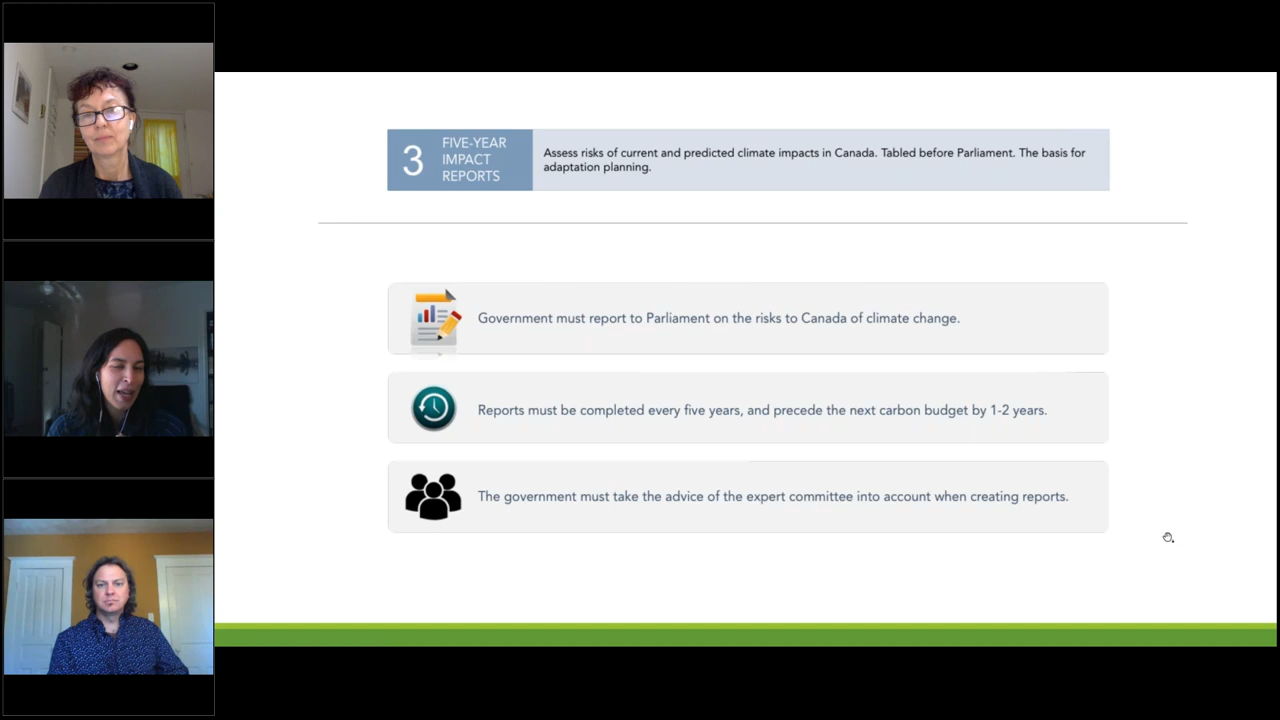 3
FIVE-YEAR
IMPACT
REPORTS
Assess risks of current and predicted climate impacts in Canada. Tabled before Parliament. The basis for
adaptation planning.
Government must report to Parliament on the risks to Canada of climate change.
Reports must be completed every five years, and precede the next carbon budget by 1-2 years.
The government must take the advice of the expert committee into account when creating reports.